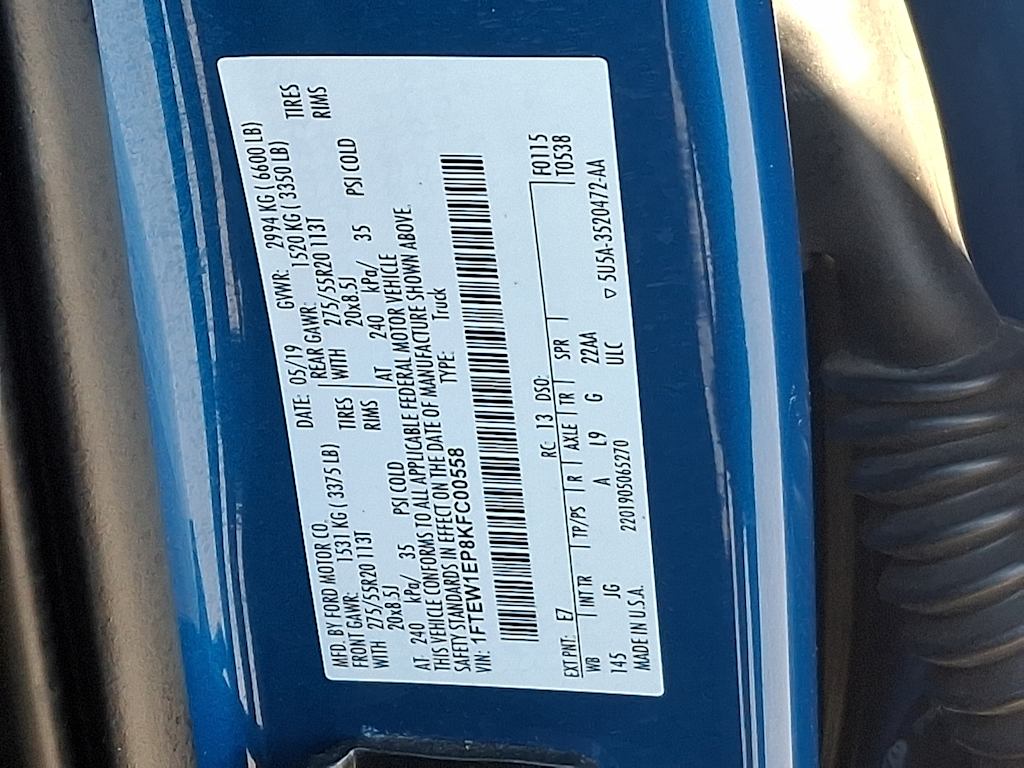 MFD. BY FORD MOTOR CO. DATE: 05/19 GVWR: 2994 KG ( 6600 LB)
FRONT GAWR: 1531 KG ( 3375 LB) REAR GAWR: 1520 KG ( 3350 LB)
WITH 275/55R20 113T TIRES WITH 275/55R20 113T TIRES
20x8.5J RIMS 20x8.5J RIMS
AT 240 kPa/ 35 PSI COLD AT 240 kPa/ 35 PSI COLD
THIS VEHICLE CONFORMS TO ALL APPLICABLE FEDERAL MOTOR VEHICLE
SAFETY STANDARDS IN EFFECT ON THE DATE OF MANUFACTURE SHOWN ABOVE.
VIN: 1FTEW1EP8KFC00558 TYPE: Truck
F0115
T0538
EXT PNT: E7 RC: 13 DSO:
WB INT TR TP/PS R AXLE TR SPR
145 JG A L9 G 22AA
MADE IN U.S.A. 2201905065270 ULC ▽ 5U5A-3520472-AA